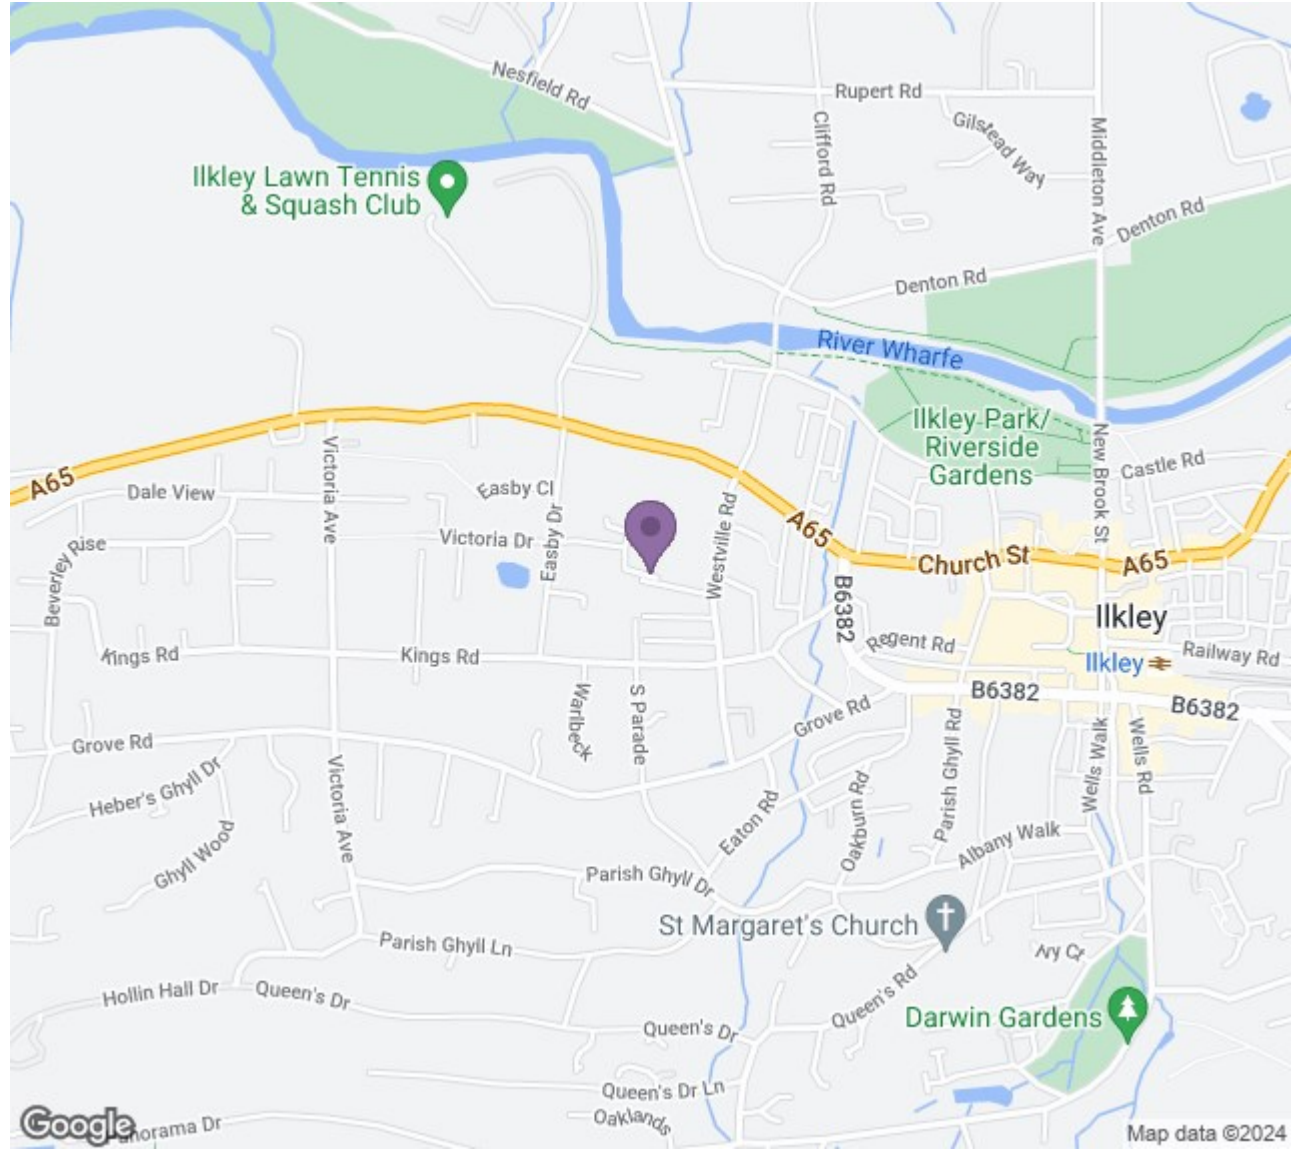 Nesfield Rd
Rupert Rd
Clifford Rd
Gilstead Way
Middleton Ave
Ilkley Lawn Tennis
& Squash Club
Denton Rd
Denton Rd
River Wharfe
Ilkley Park/
Riverside
Gardens
New Brook St
Castle Rd
A65
Dale View
Victoria Ave
Easby Cl
Easby Dr
Victoria Dr
Westville Rd
A65
Church St
A65
Beverley Rise
B6382
Ilkley
Kings Rd
Kings Rd
Regent Rd
Ilkley
Railway Rd
S Parade
Warlbeck
B6382
B6382
Grove Rd
Grove Rd
Heber's Ghyll Dr
Victoria Ave
Parish Ghyll Rd
Wells Walk
Wells Rd
Ghyll Wood
Eaton Rd
Oakburn Rd
Albany Walk
Parish Ghyll Dr
St Margaret's Church
Parish Ghyll Ln
Ivy Ct
Hollin Hall Dr
Queen's Dr
Queen's Rd
Queen's Dr
Darwin Gardens
Queen's Dr Ln
Oaklands
Google
Panorama Dr
Map data ©2024